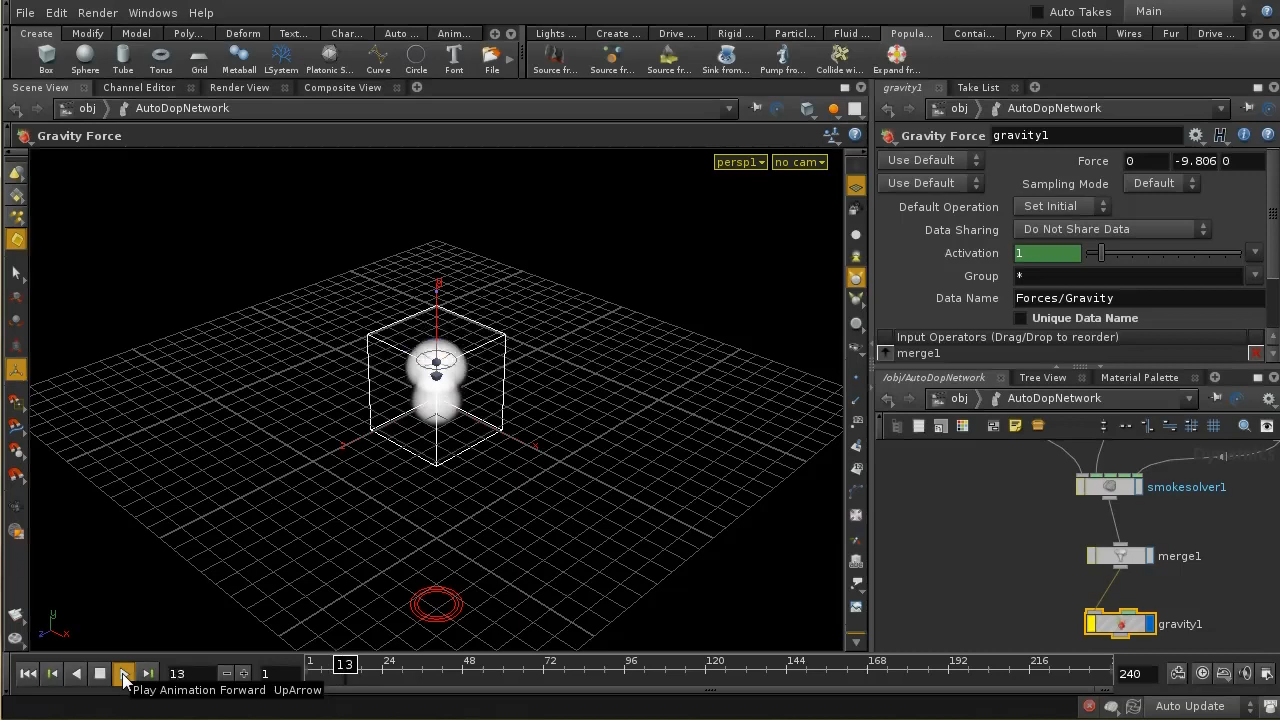 File Edit Render Windows Help Auto Takes Main
Create Modify Model Poly... Deform Text... Char... Auto ... Anim... Lights ... Create ... Drive ... Rigid ... Particl... Fluid ... Popula... Contai... Pyro FX Cloth Wires Fur Drive ...
Box Sphere Tube Torus Grid Metaball LSystem Platonic S... Curve Circle Font File Source fr... Source fr... Source fr... Sink from... Pump fro... Collide wi... Expand fr...
Scene View Channel Editor Render View Composite View
obj AutoDopNetwork
Gravity Force
persp1 no cam
y
z x
z x
gravity1 Take List
obj AutoDopNetwork
Gravity Force gravity1
Use Default Force 0 -9.806 0
Use Default Sampling Mode Default
Default Operation Set Initial
Data Sharing Do Not Share Data
Activation 1
Group *
Data Name Forces/Gravity
Unique Data Name
Input Operators (Drag/Drop to reorder)
merge1
/obj/AutoDopNetwork Tree View Material Palette
obj AutoDopNetwork
Dynamics
smokesolver1
merge1
gravity1
13 1 1 13 24 48 72 96 120 144 168 192 216 240
Play Animation Forward UpArrow
Auto Update